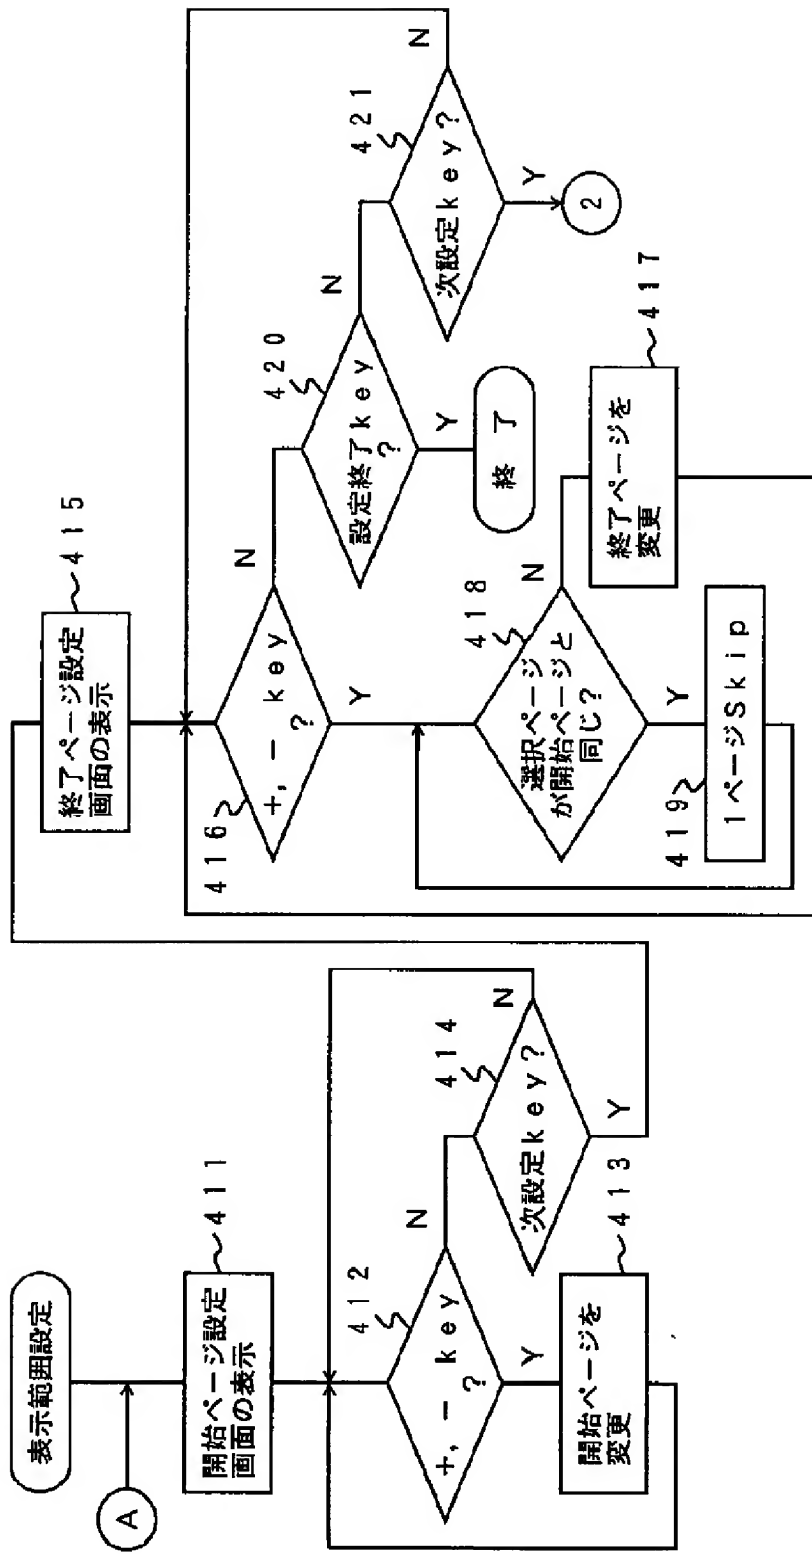 表示範囲設定
A
開始ページ設定
画面の表示
411
+, - key
?
412
N
Y
開始ページを
変更
413
次設定key?
414
N
Y
終了ページ設定
画面の表示
415
+, - key
?
416
N
Y
選択ページ
が開始ページと
同じ?
418
N
Y
1ページSkip
419
終了ページを
変更
417
設定終了key
?
420
N
Y
終 了
次設定key?
421
N
Y
2